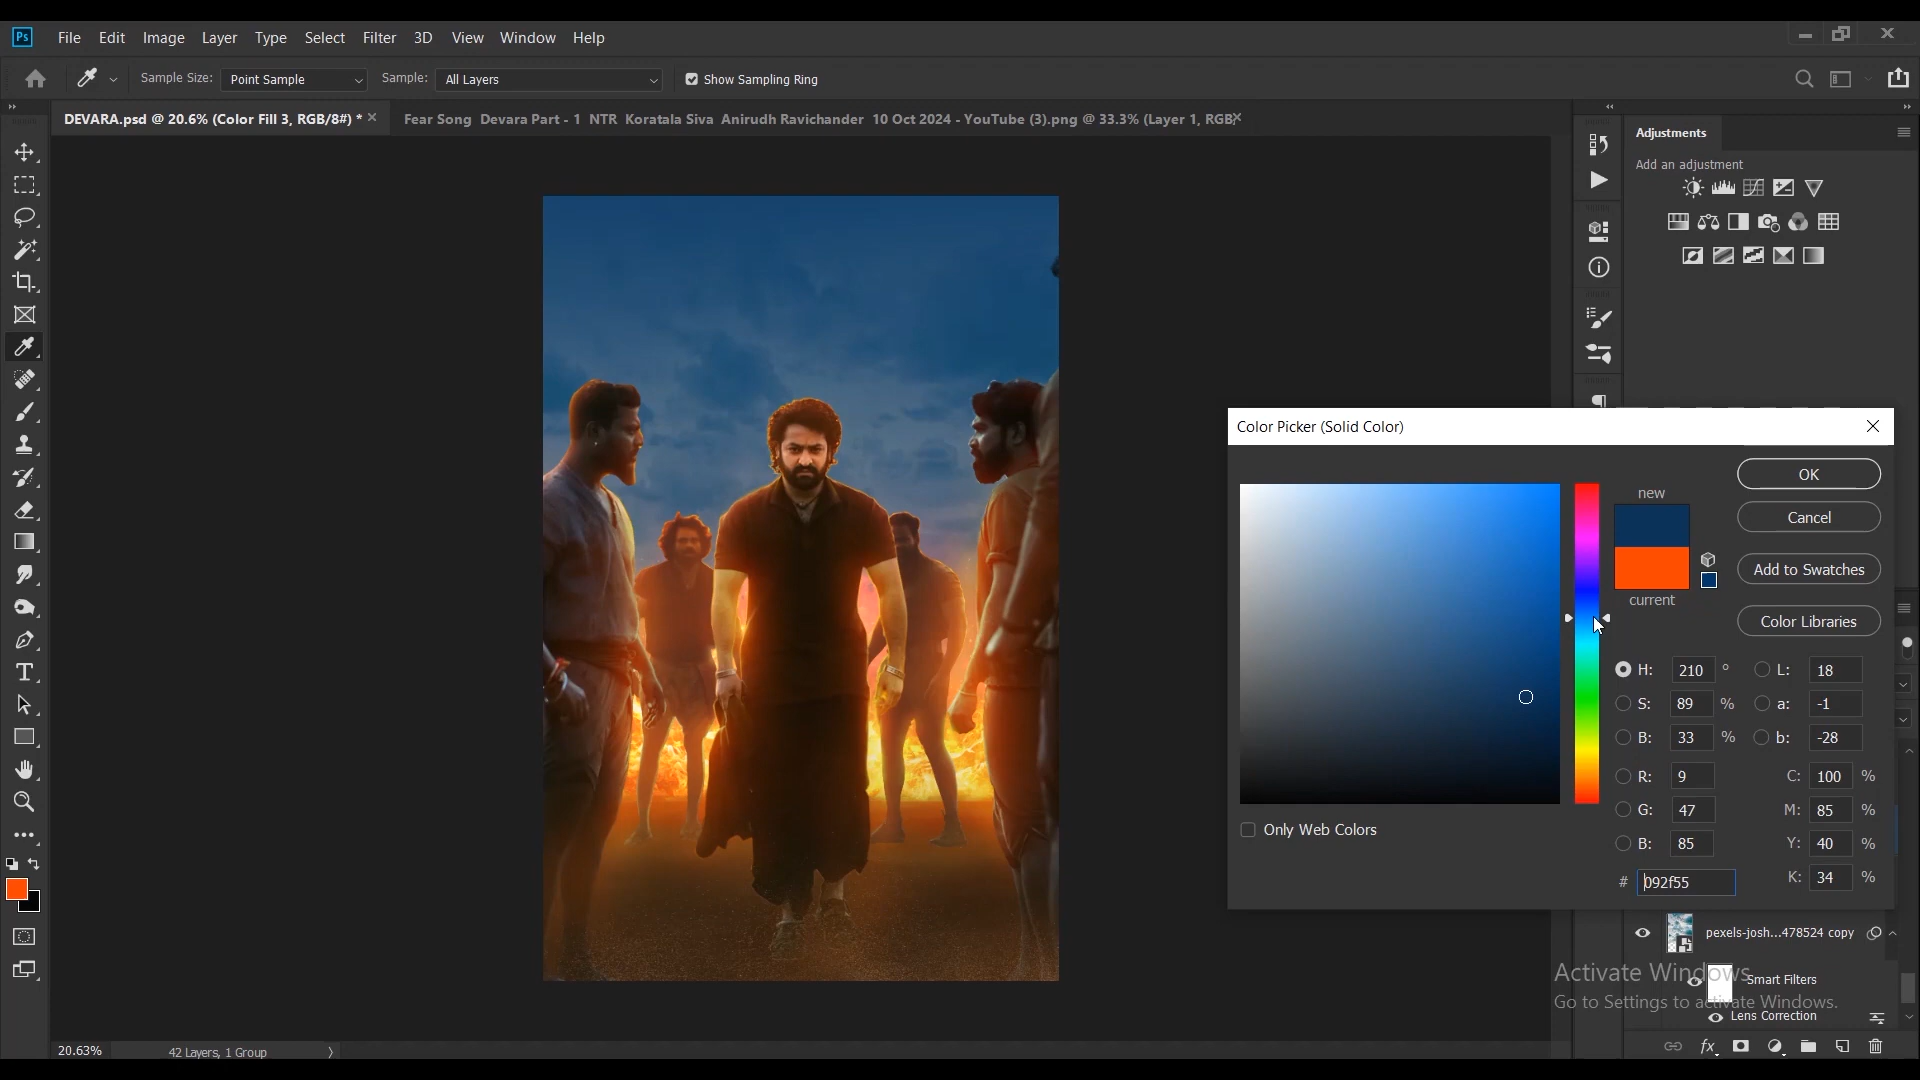 Ps File Edit Image Layer Type Select Filter 3D View Window Help
Sample Size: Point Sample Sample: All Layers Show Sampling Ring
DEVARA.psd @ 20.6% (Color Fill 3, RGB/8#) * × Fear Song Devara Part - 1 NTR Koratala Siva Anirudh Ravichander 10 Oct 2024 - YouTube (3).png @ 33.3% (Layer 1, RGB
Adjustments
Add an adjustment
Color Picker (Solid Color)
OK
new
Cancel
Add to Swatches
current
Color Libraries
H: 210 ° L: 18
S: 89 % a: -1
B: 33 % b: -28
R: 9 C: 100 %
G: 47 M: 85 %
B: 85 Y: 40 %
# 092f55 K: 34 %
Only Web Colors
pexels-josh...478524 copy
Activate Windows
Smart Filters
Go to Settings to activate Windows.
Lens Correction
20.63% 42 Layers, 1 Group
fx